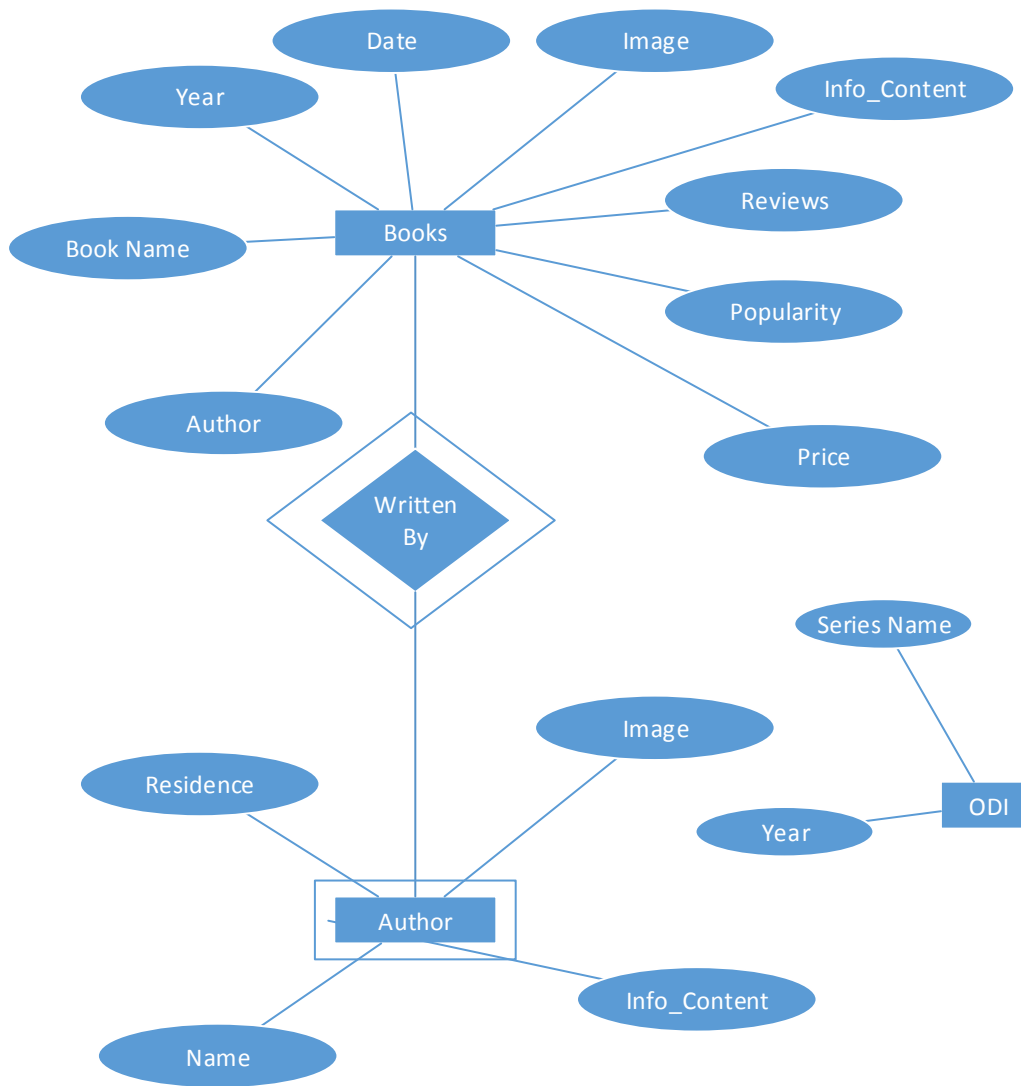 Date
Image
Year
Info_Content
Reviews
Books
Book Name
Popularity
Author
Price
Written
By
Series Name
Image
Residence
ODI
Year
Author
Info_Content
Name